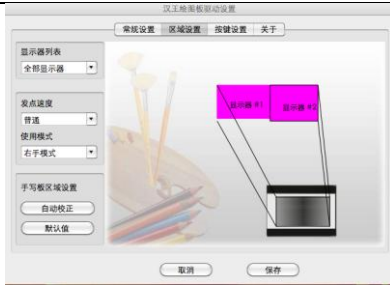 汉王绘画板驱动设置
常规设置 区域设置 按键设置 关于
显示器列表
全部显示器
发点速度
普通
使用模式
右手模式
手写板区域设置
自动校正
默认值
显示器 #1
显示器 #2
取消
保存